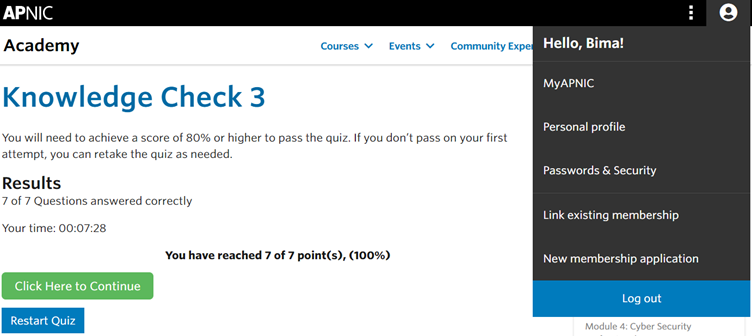 APNIC
Academy
Courses
Events
Community Exper
Hello, Bima!
MyAPNIC
Personal profile
Passwords & Security
Link existing membership
New membership application
Log out
Knowledge Check 3
You will need to achieve a score of 80% or higher to pass the quiz. If you don't pass on your first
attempt, you can retake the quiz as needed.
Results
7 of 7 Questions answered correctly
Your time: 00:07:28
You have reached 7 of 7 point(s), (100%)
Click Here to Continue
Restart Quiz
Module 4: Cyber Security